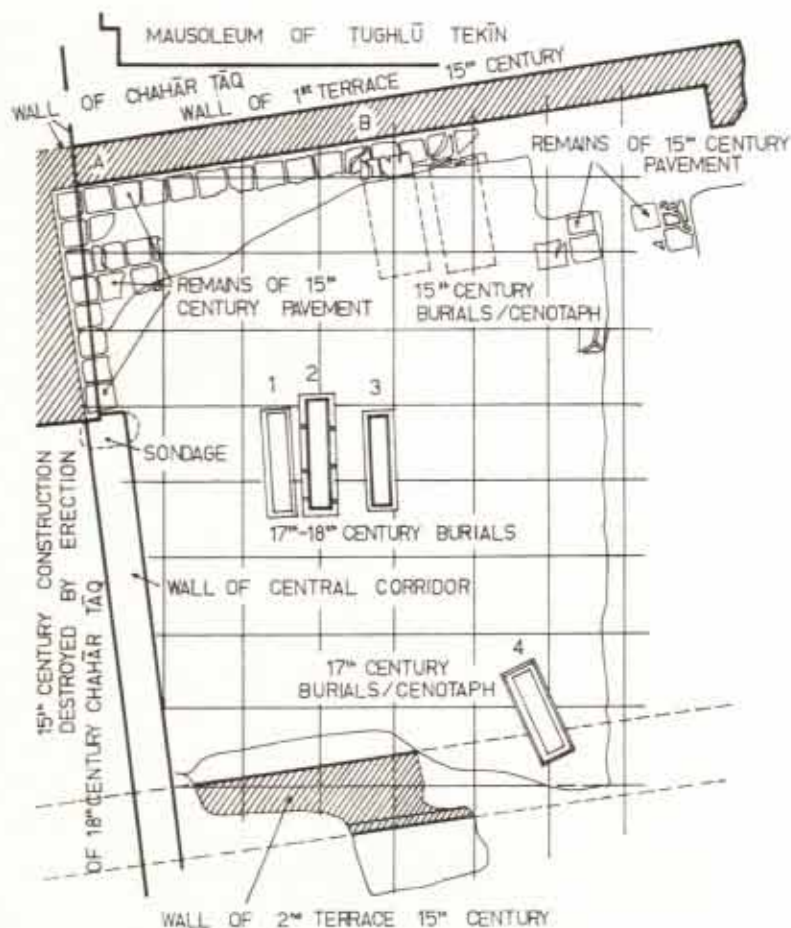 MAUSOLEUM OF TUGHLŪ TEKĪN
WALL OF CHAHĀR TĀQ
WALL OF 1st TERRACE 15th CENTURY
A
B
REMAINS OF 15th CENTURY
PAVEMENT
REMAINS OF 15th
CENTURY PAVEMENT
15th CENTURY
BURIALS/CENOTAPH
1
2
3
SONDAGE
17th-18th CENTURY BURIALS
15th CENTURY CONSTRUCTION
DESTROYED BY ERECTION
OF 18th CENTURY CHAHĀR TĀQ
WALL OF CENTRAL CORRIDOR
17th CENTURY
BURIALS/CENOTAPH
4
WALL OF 2nd TERRACE 15th CENTURY